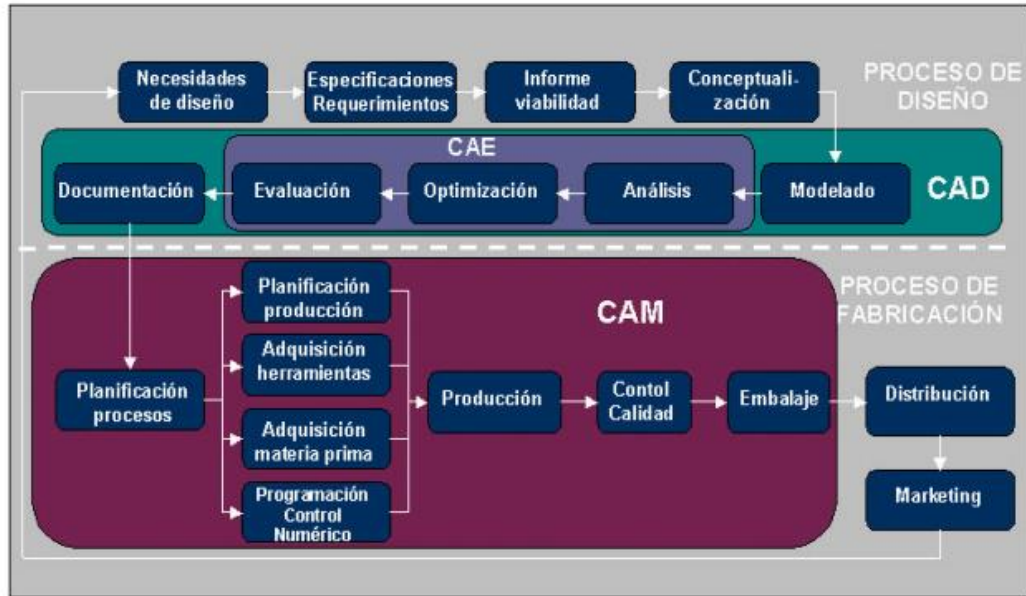 Necesidades
de diseño
Especificaciones
Requerimientos
Informe
viabilidad
Conceptuali-
zación
PROCESO DE
DISEÑO
CAE
Documentación
Evaluación
Optimización
Análisis
Modelado
CAD
PROCESO DE
FABRICACIÓN
CAM
Planificación
procesos
Planificación
producción
Adquisición
herramientas
Adquisición
materia prima
Programación
Control
Numérico
Producción
Contol
Calidad
Embalaje
Distribución
Marketing